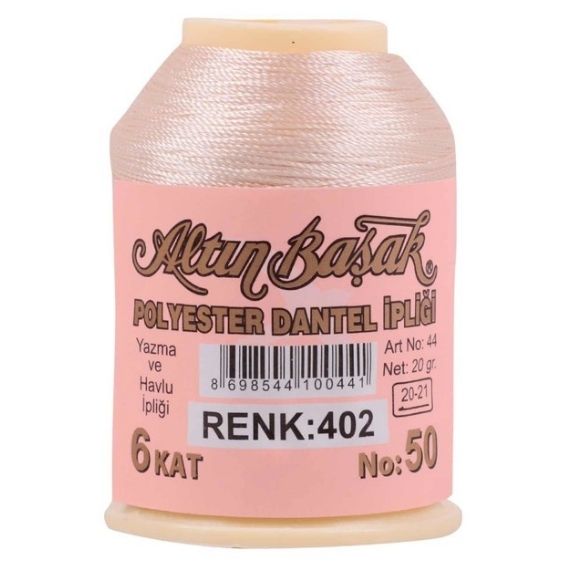 Altın Başak®
POLYESTER DANTEL İPLİĞİ
Yazma
ve
Havlu
İpliği
8 698544 100441
Art No: 44
Net: 20 gr.
20-21
RENK:402
6 KAT
No: 50